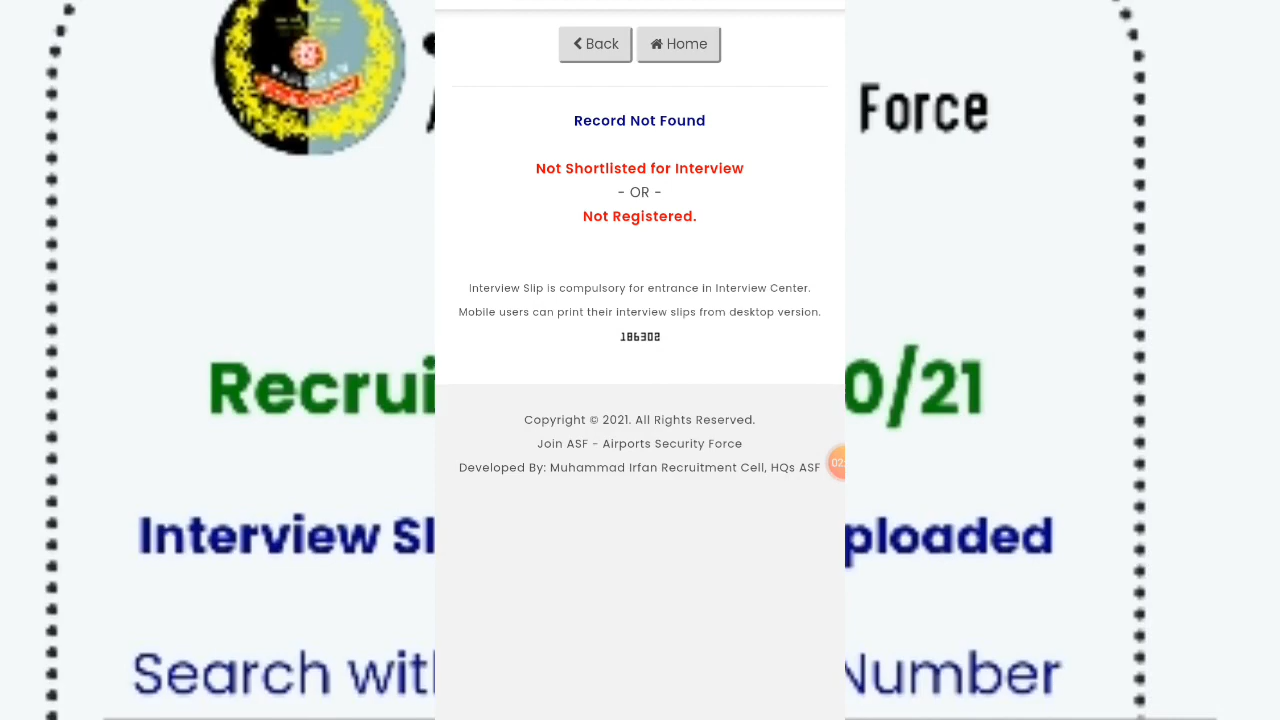 Back Home
Record Not Found
Not Shortlisted for Interview
- OR -
Not Registered.
Interview Slip is compulsory for entrance in Interview Center.
Mobile users can print their interview slips from desktop version.
186302
Copyright © 2021. All Rights Reserved.
Join ASF - Airports Security Force
Developed By: Muhammad Irfan Recruitment Cell, HQs ASF
02
Force
Recrui 0/21
Interview Sl ploaded
Search wit Number